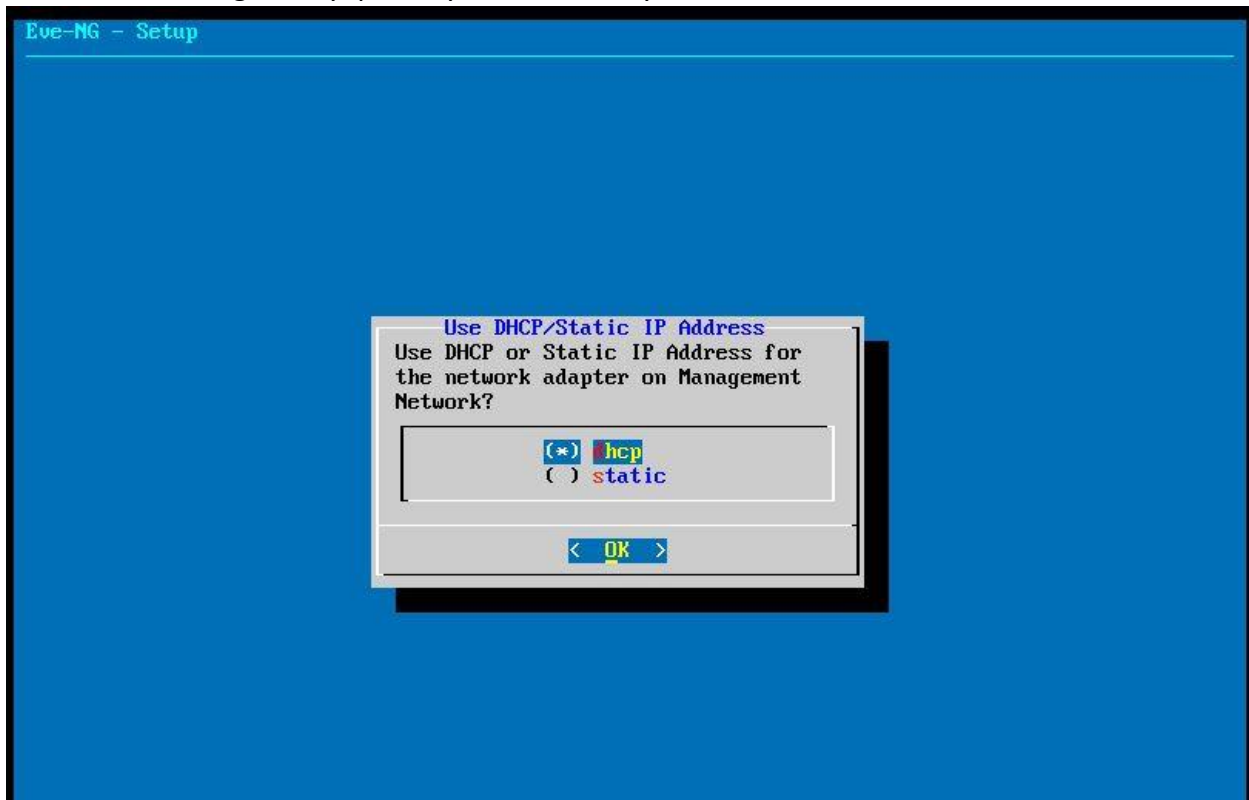 Eve-NG - Setup
Use DHCP/Static IP Address
Use DHCP or Static IP Address for
the network adapter on Management
Network?
(*) dhcp
( ) static
< OK >